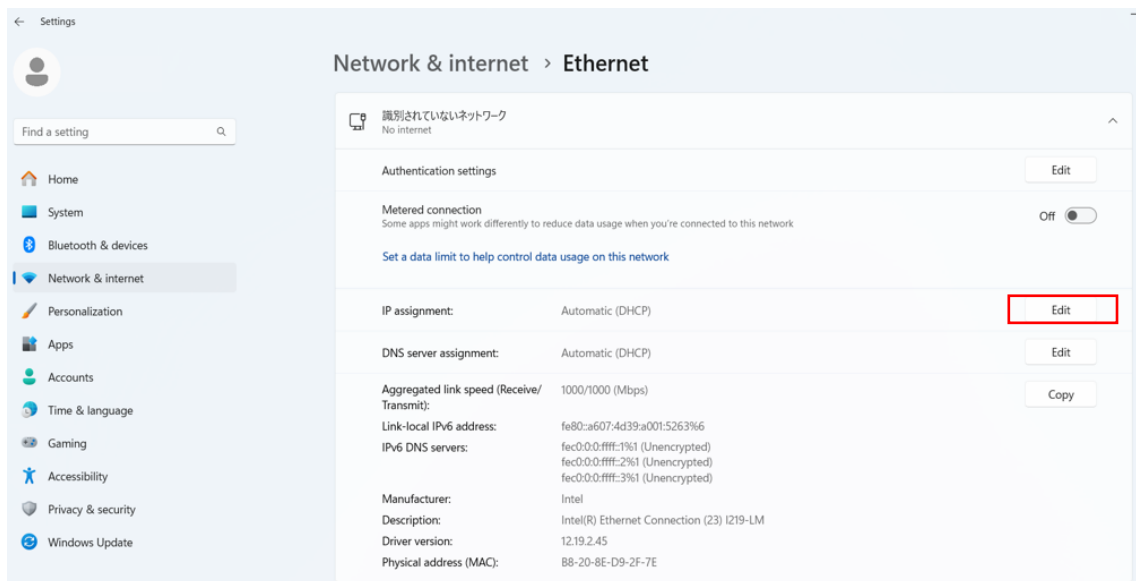 Settings
Network & internet > Ethernet
Find a setting
Home
System
Bluetooth & devices
Network & internet
Personalization
Apps
Accounts
Time & language
Gaming
Accessibility
Privacy & security
Windows Update
識別されていないネットワーク
No internet
Authentication settings
Edit
Metered connection
Some apps might work differently to reduce data usage when you're connected to this network
Off
Set a data limit to help control data usage on this network
IP assignment: Automatic (DHCP)
Edit
DNS server assignment: Automatic (DHCP)
Edit
Aggregated link speed (Receive/ 1000/1000 (Mbps)
Transmit):
Copy
Link-local IPv6 address: fe80::a607:4d39:a001:5263%6
IPv6 DNS servers: fec0:0:0:ffff::1%1 (Unencrypted)
fec0:0:0:ffff::2%1 (Unencrypted)
fec0:0:0:ffff::3%1 (Unencrypted)
Manufacturer: Intel
Description: Intel(R) Ethernet Connection (23) I219-LM
Driver version: 12.19.2.45
Physical address (MAC): B8-20-8E-D9-2F-7E